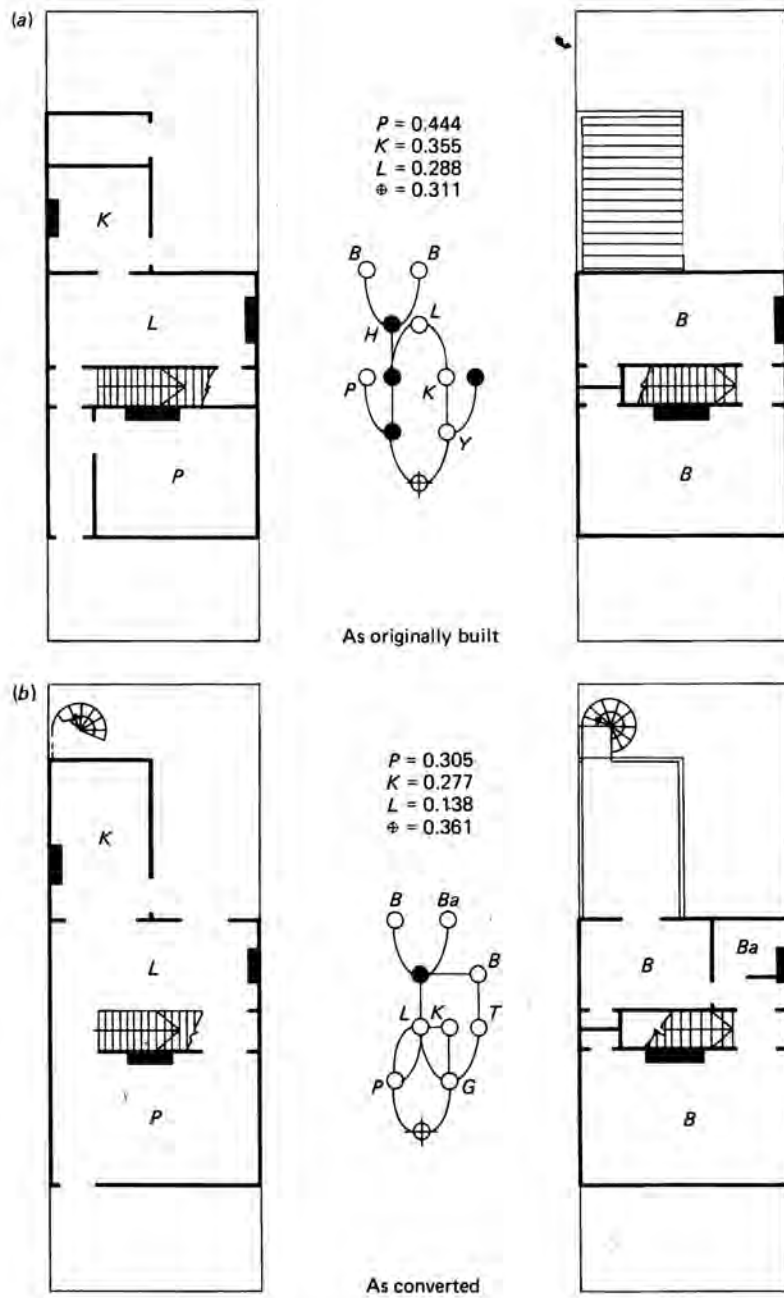 (a)
P = 0.444
K = 0.355
L = 0.288
⊕ = 0.311
K
L
P
B B
H L
P K
Y
B
B
As originally built
(b)
P = 0.305
K = 0.277
L = 0.138
⊕ = 0.361
K
L
P
B Ba
B
L K T
P G
B Ba
B
As converted